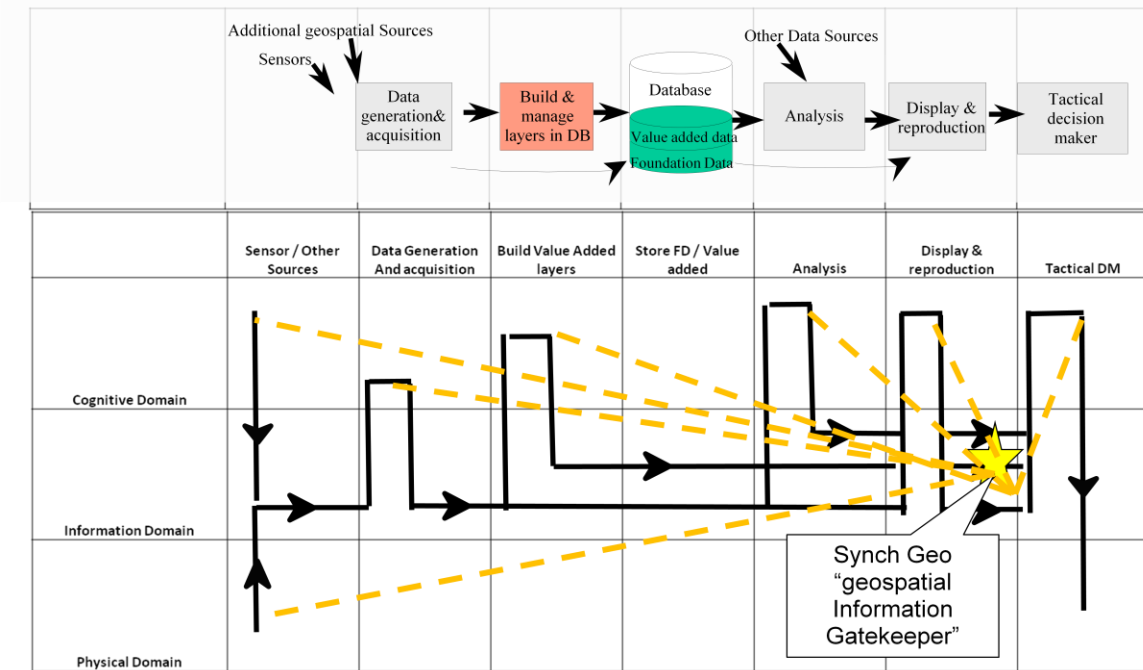 Additional geospatial Sources
Sensors
Other Data Sources
Data
generation&
acquisition
Build &
manage
layers in DB
Database
Value added data
Foundation Data
Analysis
Display &
reproduction
Tactical
decision
maker
Sensor / Other
Sources
Data Generation
And acquisition
Build Value Added
layers
Store FD / Value
added
Analysis
Display &
reproduction
Tactical DM
Cognitive Domain
Information Domain
Physical Domain
Synch Geo
“geospatial
Information
Gatekeeper”